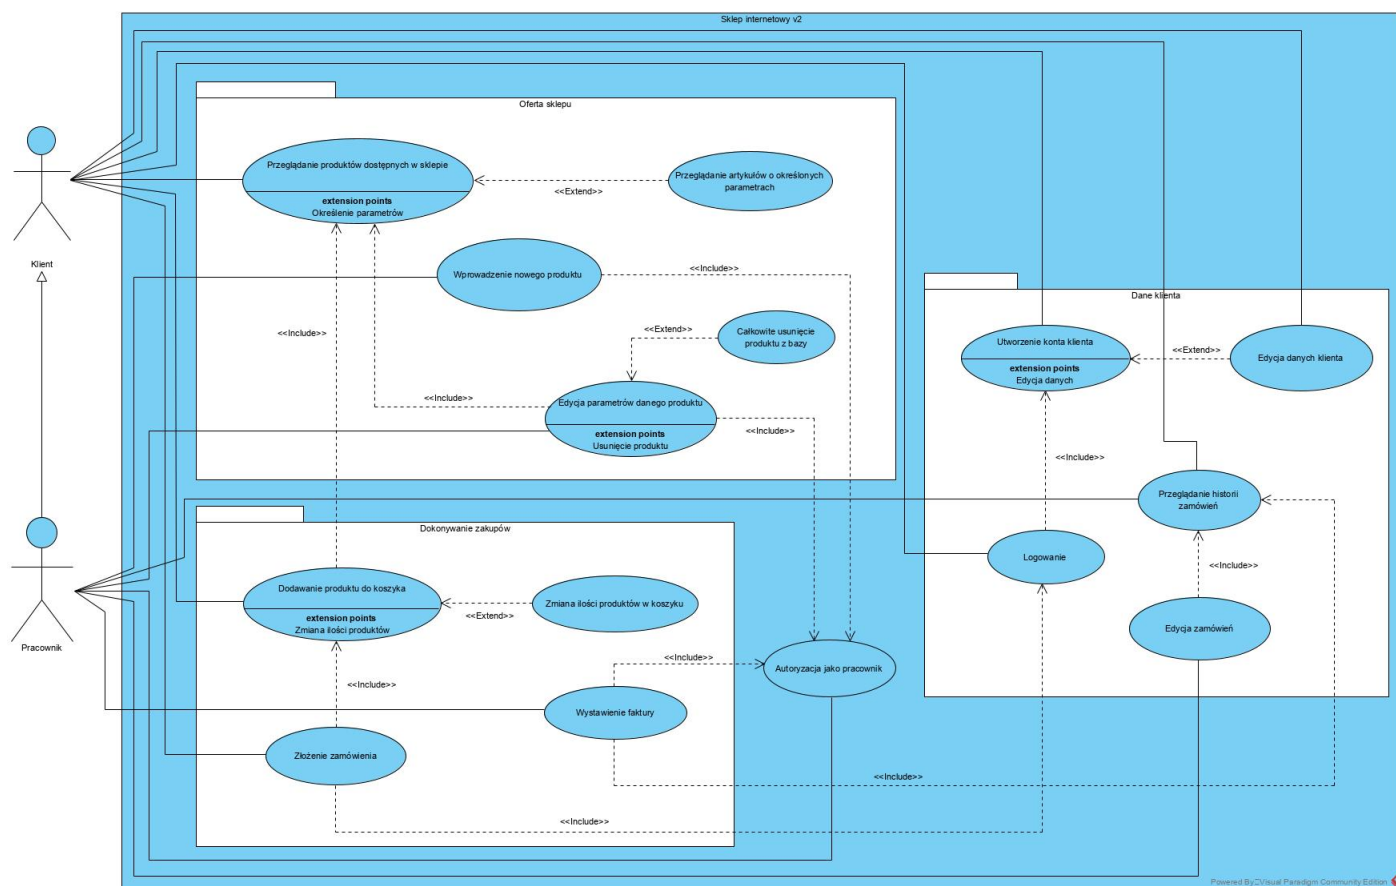 Sklep internetowy v2
Oferta sklepu
Przeglądanie produktów dostępnych w sklepie
extension points
Określenie parametrów
<<Extend>>
Przeglądanie artykułów o określonych
parametrach
Klient
Wprowadzenie nowego produktu
<<Include>>
<<Include>>
<<Extend>>
Całkowite usunięcie
produktu z bazy
Edycja parametrów danego produktu
extension points
Usunięcie produktu
<<Include>>
<<Include>>
Dane klienta
Utworzenie konta klienta
extension points
Edycja danych
<<Extend>>
Edycja danych klienta
<<Include>>
Przeglądanie historii
zamówień
Logowanie
<<Include>>
Edycja zamówień
Pracownik
Dokonywanie zakupów
Dodawanie produktu do koszyka
extension points
Zmiana ilości produktów
<<Extend>>
Zmiana ilości produktów w koszyku
<<Include>>
<<Include>>
Autoryzacja jako pracownik
Wystawienie faktury
Złożenie zamówienia
<<Include>>
<<Include>>
Powered By Visual Paradigm Community Edition